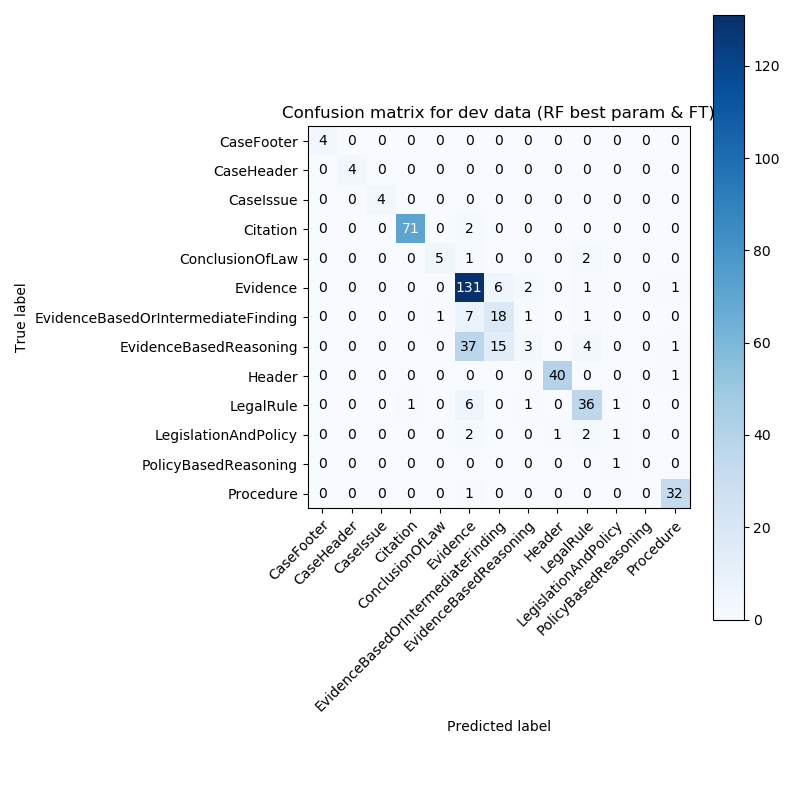 Confusion matrix for dev data (RF best param & FT)
True label
CaseFooter 4 0 0 0 0 0 0 0 0 0 0 0 0
CaseHeader 0 4 0 0 0 0 0 0 0 0 0 0 0
CaseIssue 0 0 4 0 0 0 0 0 0 0 0 0 0
Citation 0 0 0 71 0 2 0 0 0 0 0 0 0
ConclusionOfLaw 0 0 0 0 5 1 0 0 0 2 0 0 0
Evidence 0 0 0 0 0 131 6 2 0 1 0 0 1
EvidenceBasedOrIntermediateFinding 0 0 0 0 1 7 18 1 0 1 0 0 0
EvidenceBasedReasoning 0 0 0 0 0 37 15 3 0 4 0 0 1
Header 0 0 0 0 0 0 0 0 40 0 0 0 1
LegalRule 0 0 0 1 0 6 0 1 0 36 1 0 0
LegislationAndPolicy 0 0 0 0 0 2 0 0 1 2 1 0 0
PolicyBasedReasoning 0 0 0 0 0 0 0 0 0 0 1 0 0
Procedure 0 0 0 0 0 1 0 0 0 0 0 0 32
CaseFooter
CaseHeader
CaseIssue
Citation
ConclusionOfLaw
Evidence
EvidenceBasedOrIntermediateFinding
EvidenceBasedReasoning
Header
LegalRule
LegislationAndPolicy
PolicyBasedReasoning
Procedure
Predicted label
120
100
80
60
40
20
0